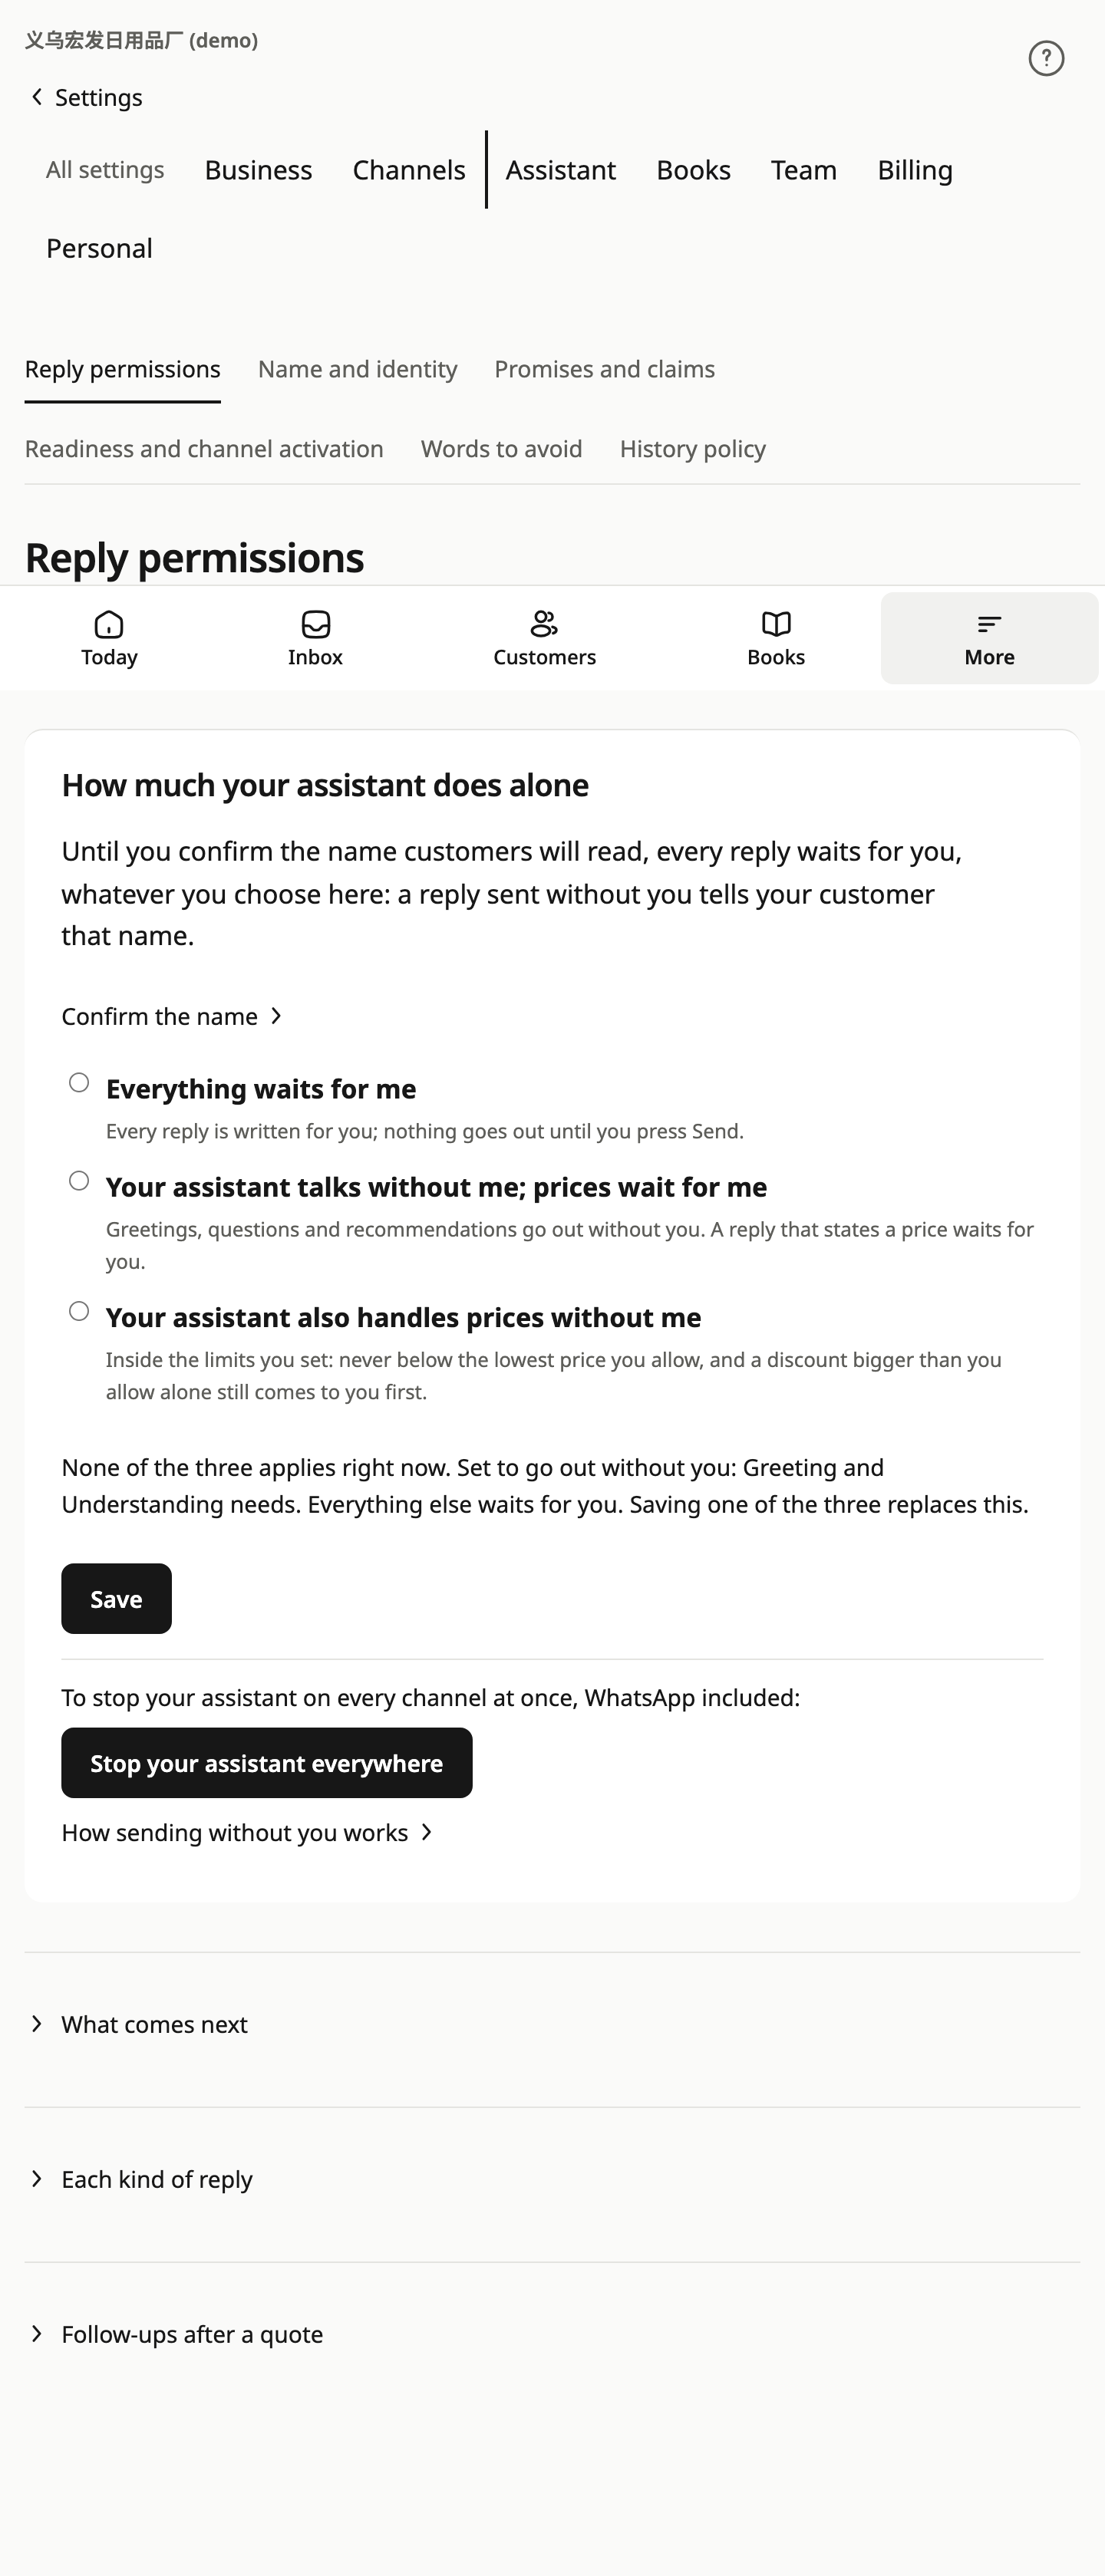 义乌宏发日用品厂 (demo)
Settings
All settings
Business
Channels
Assistant
Books
Team
Billing
Personal
Reply permissions
Name and identity
Promises and claims
Readiness and channel activation
Words to avoid
History policy
Reply permissions
Today
Inbox
Customers
Books
More
How much your assistant does alone
Until you confirm the name customers will read, every reply waits for you,
whatever you choose here: a reply sent without you tells your customer
that name.
Confirm the name
Everything waits for me
Every reply is written for you; nothing goes out until you press Send.
Your assistant talks without me; prices wait for me
Greetings, questions and recommendations go out without you. A reply that states a price waits for
you.
Your assistant also handles prices without me
Inside the limits you set: never below the lowest price you allow, and a discount bigger than you
allow alone still comes to you first.
None of the three applies right now. Set to go out without you: Greeting and
Understanding needs. Everything else waits for you. Saving one of the three replaces this.
Save
To stop your assistant on every channel at once, WhatsApp included:
Stop your assistant everywhere
How sending without you works
What comes next
Each kind of reply
Follow-ups after a quote